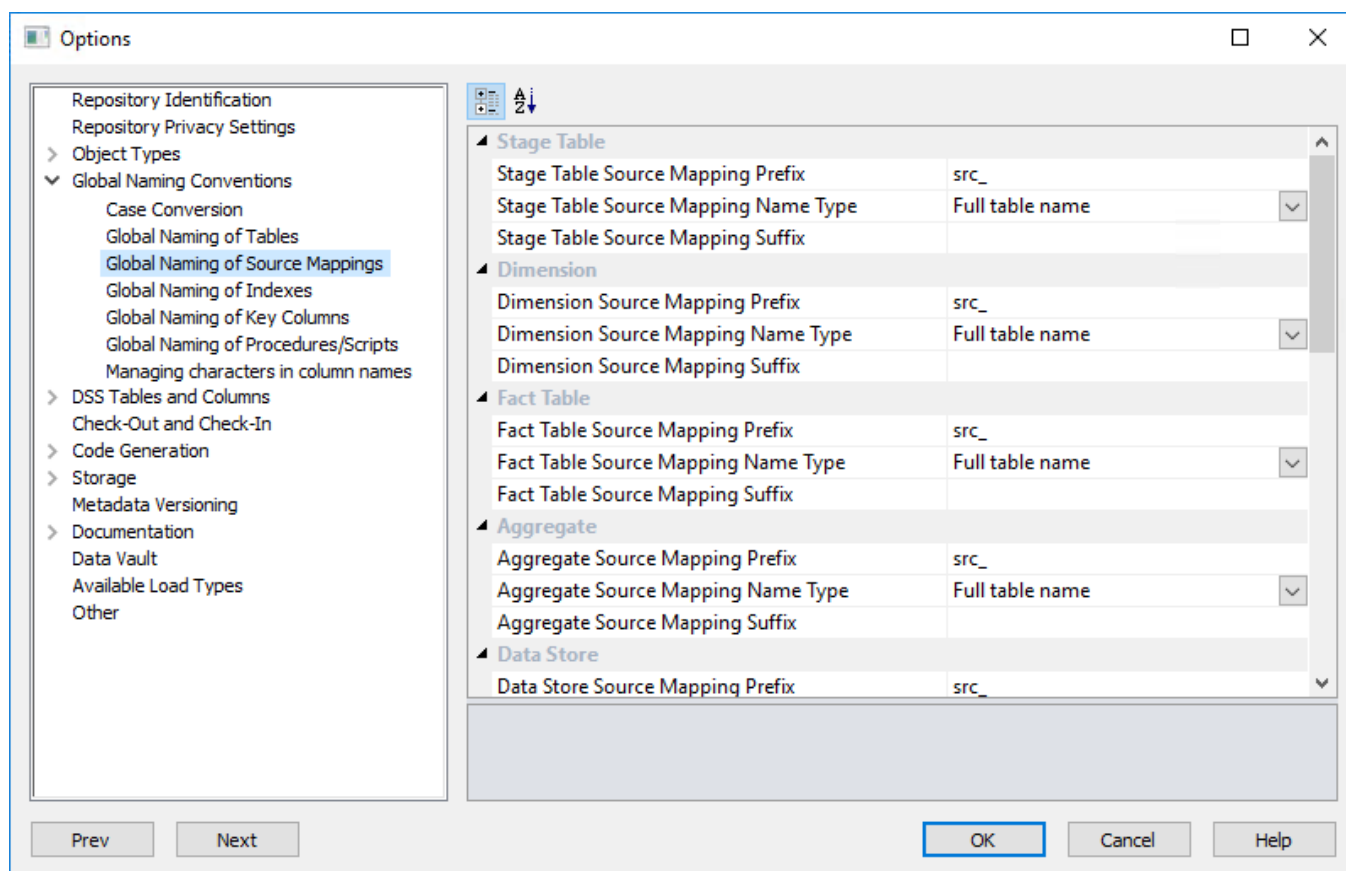 Options
Repository Identification
Repository Privacy Settings
Object Types
Global Naming Conventions
Case Conversion
Global Naming of Tables
Global Naming of Source Mappings
Global Naming of Indexes
Global Naming of Key Columns
Global Naming of Procedures/Scripts
Managing characters in column names
DSS Tables and Columns
Check-Out and Check-In
Code Generation
Storage
Metadata Versioning
Documentation
Data Vault
Available Load Types
Other
A
Z
Stage Table
Stage Table Source Mapping Prefix src_
Stage Table Source Mapping Name Type Full table name
Stage Table Source Mapping Suffix
Dimension
Dimension Source Mapping Prefix src_
Dimension Source Mapping Name Type Full table name
Dimension Source Mapping Suffix
Fact Table
Fact Table Source Mapping Prefix src_
Fact Table Source Mapping Name Type Full table name
Fact Table Source Mapping Suffix
Aggregate
Aggregate Source Mapping Prefix src_
Aggregate Source Mapping Name Type Full table name
Aggregate Source Mapping Suffix
Data Store
Data Store Source Mapping Prefix src_
Prev Next OK Cancel Help